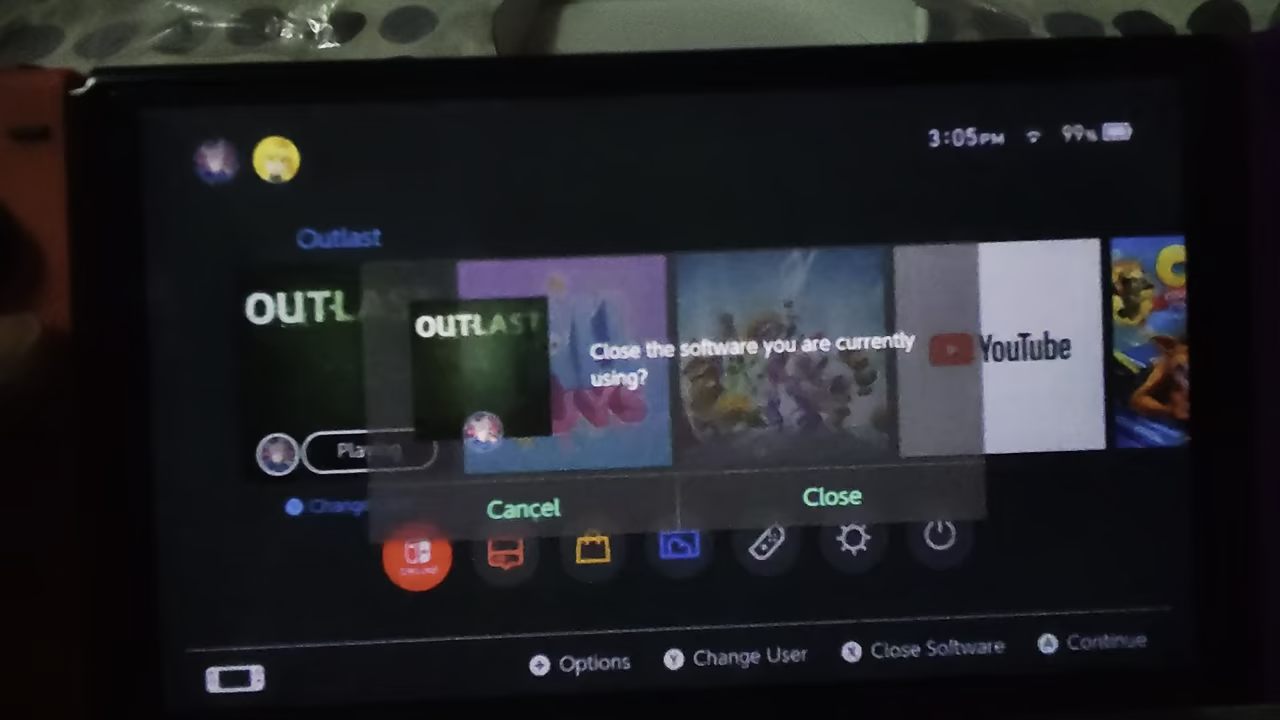 3:05PM
99%
Outlast
OUTLAST
OUTLAST
Close the software you are currently
using?
YouTube
Cancel
Close
Options
Change User
Close Software
Continue